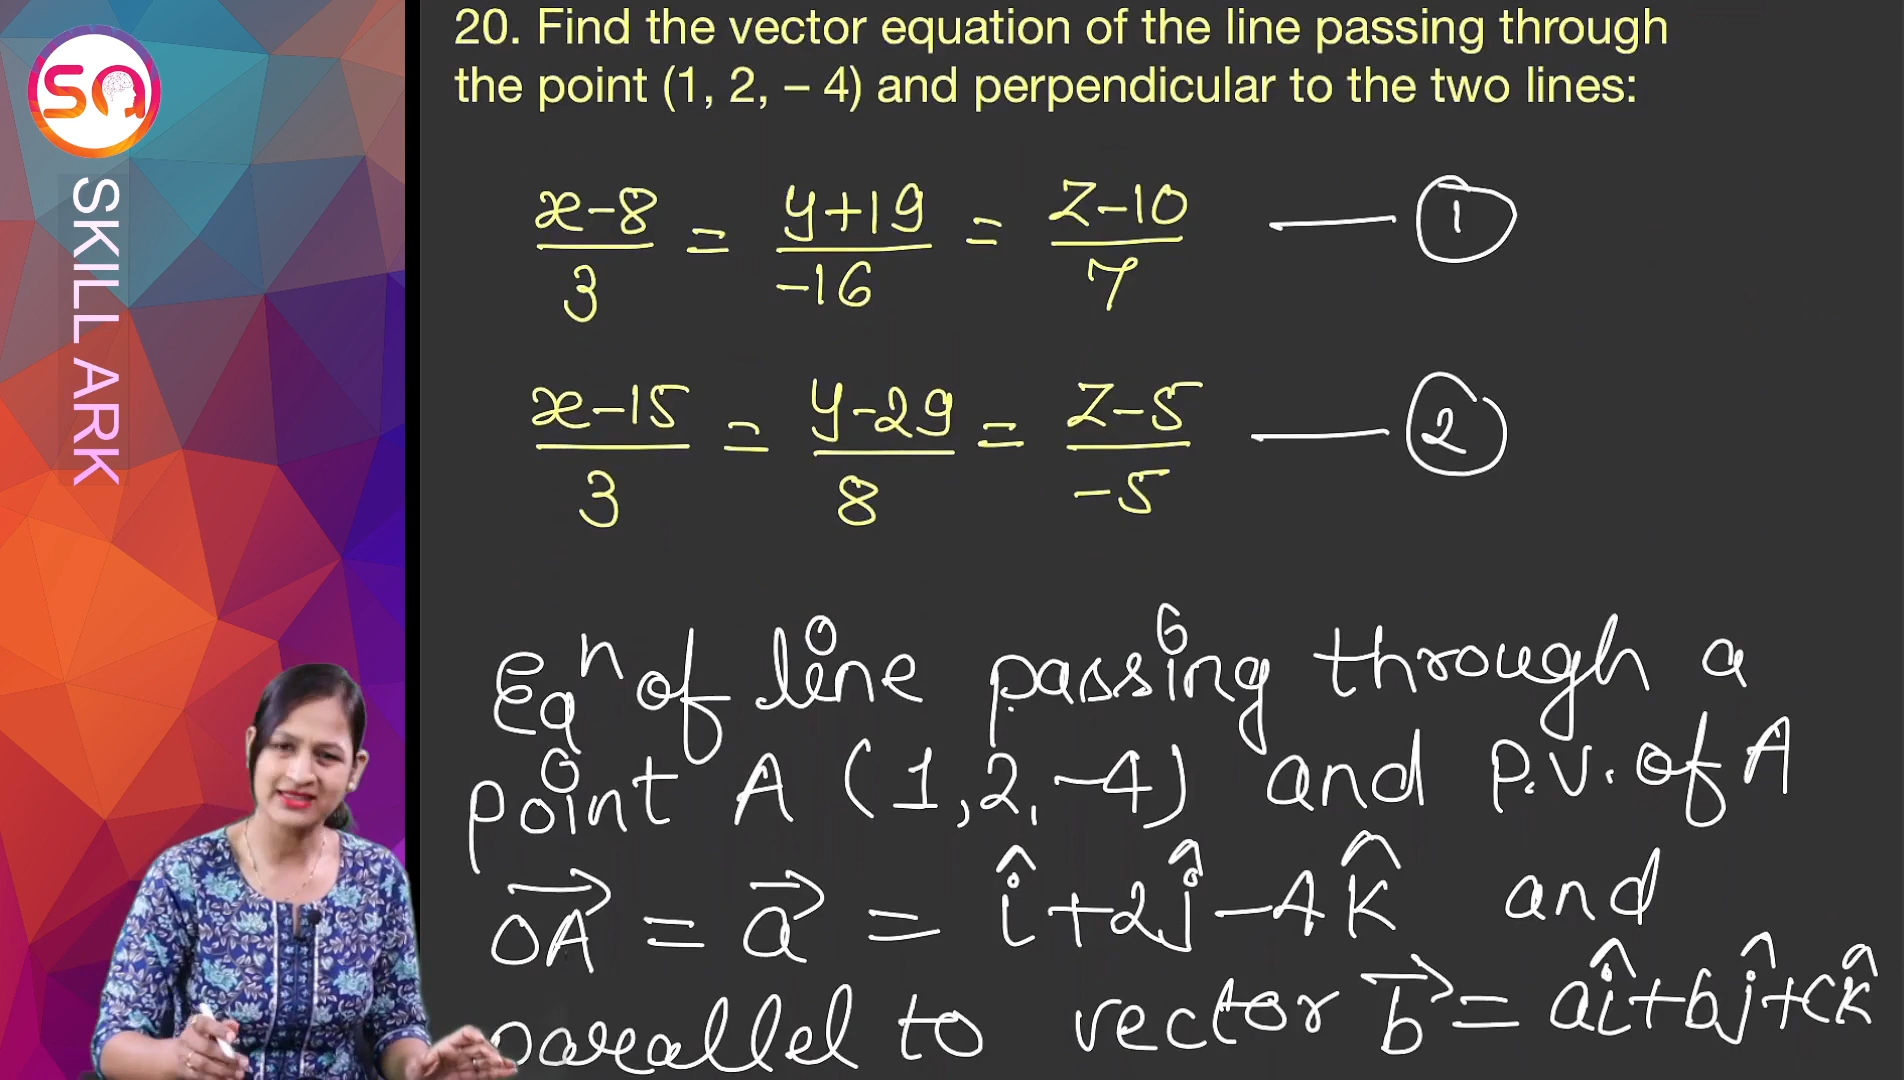 SKILL ARK
20. Find the vector equation of the line passing through
the point (1, 2, – 4) and perpendicular to the two lines:
x-8/3 = y+19/-16 = z-10/7 — 1
x-15/3 = y-29/8 = z-5/-5 — 2
Eqⁿ of line passing through a
point A (1,2,-4) and P.V. of A
→OA = →a = î+2ĵ-4k̂ and
parallel to vector →b = aî+bĵ+ck̂